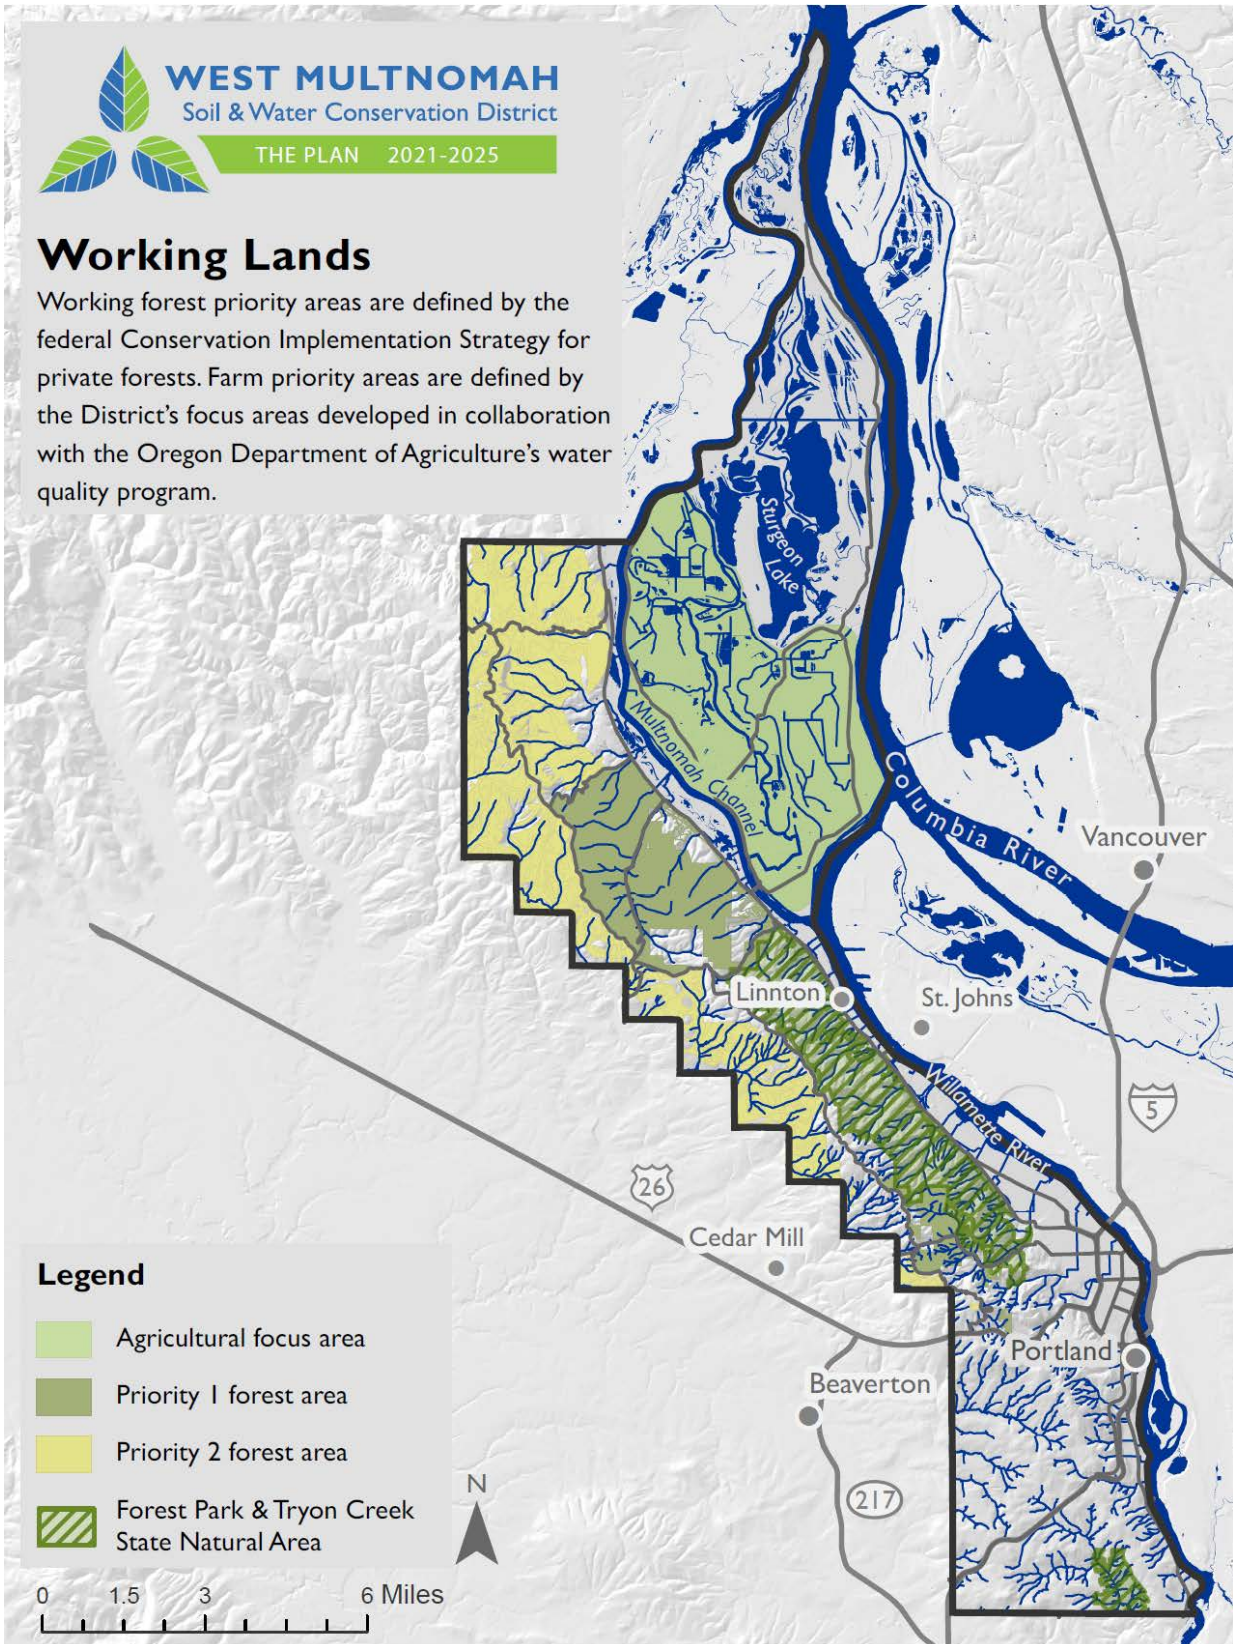 WEST MULTNOMAH
Soil & Water Conservation District
THE PLAN 2021-2025
Working Lands
Working forest priority areas are defined by the
federal Conservation Implementation Strategy for
private forests. Farm priority areas are defined by
the District's focus areas developed in collaboration
with the Oregon Department of Agriculture's water
quality program.
Sturgeon
Lake
Multnomah Channel
Columbia River
Vancouver
Linnton
St. Johns
Willamette River
5
26
Cedar Mill
Portland
Beaverton
217
Legend
Agricultural focus area
Priority 1 forest area
Priority 2 forest area
Forest Park & Tryon Creek
State Natural Area
N
0 1.5 3 6 Miles